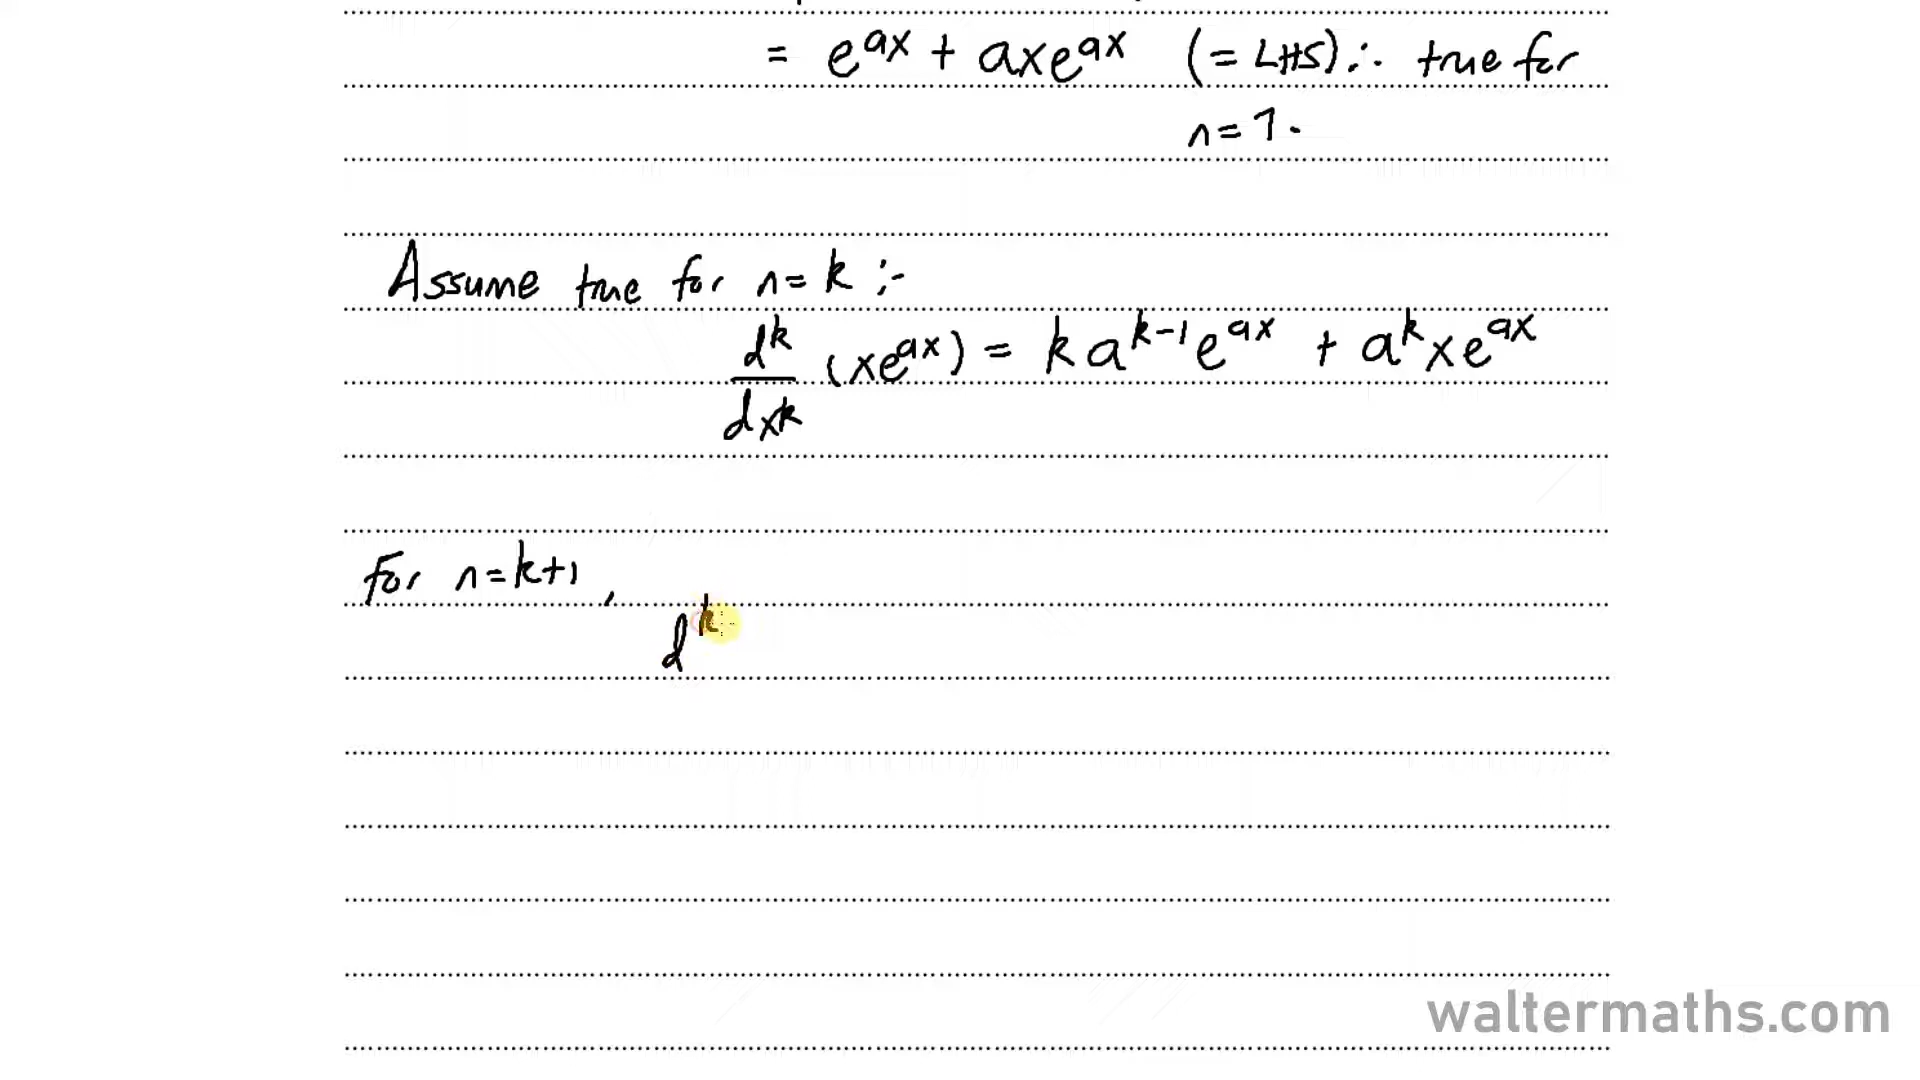 = e^{ax} + axe^{ax} (= LHS) ∴ true for
n = 1.
Assume true for n = k :-
d^k/dx^k (xe^{ax}) = ka^{k-1}e^{ax} + a^k xe^{ax}
For n = k+1,
d^k
waltermaths.com